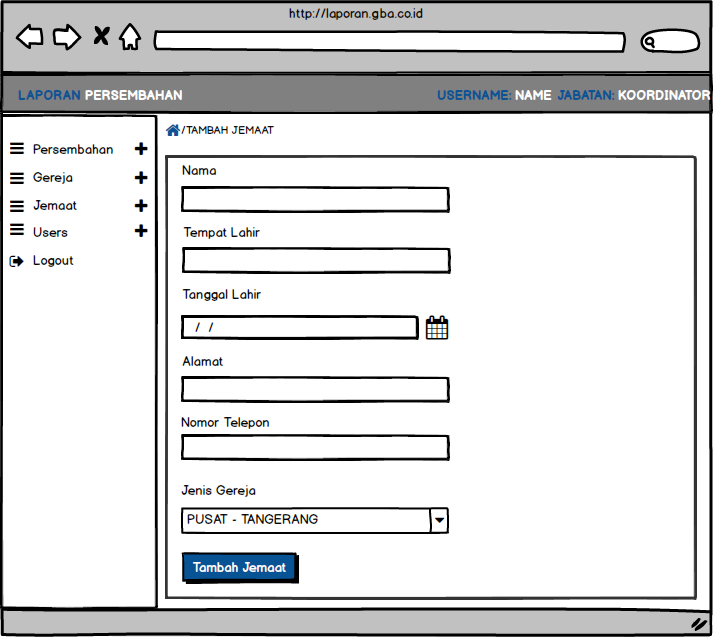 http://laporan.gba.co.id
LAPORAN PERSEMBAHAN
USERNAME: NAME JABATAN: KOORDINATOR
/TAMBAH JEMAAT
Persembahan
Gereja
Jemaat
Users
Logout
Nama
Tempat Lahir
Tanggal Lahir
/ /
Alamat
Nomor Telepon
Jenis Gereja
PUSAT - TANGERANG
Tambah Jemaat